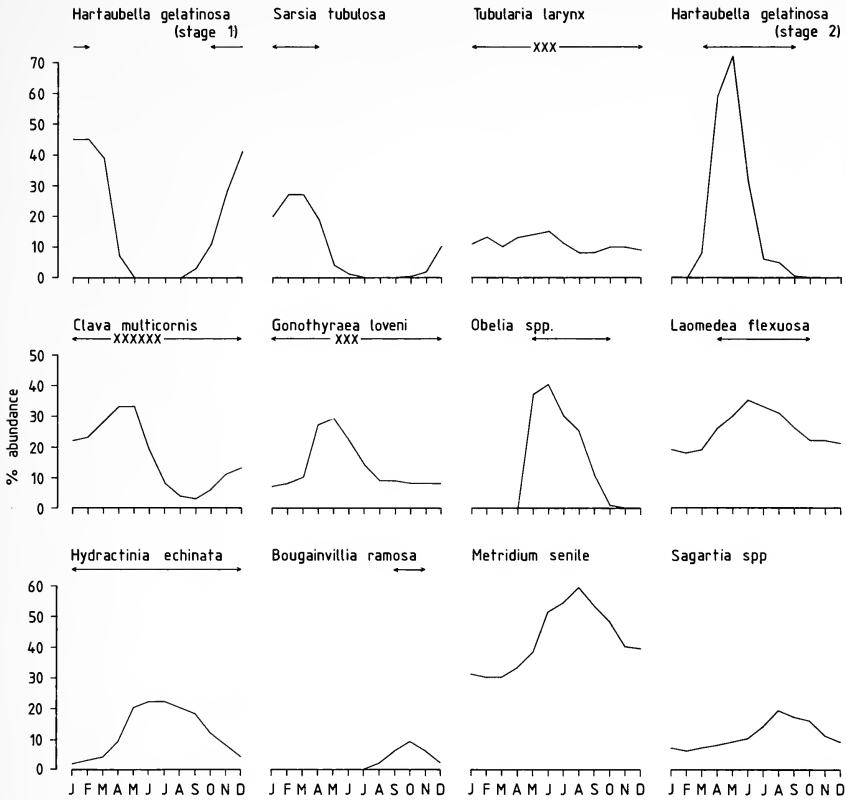 Hartaubella gelatinosa
(stage 1)
Sarsia tubulosa
Tubularia larynx
Hartaubella gelatinosa
(stage 2)
XXX
70
60
50
40
30
20
10
0
Clava multicornis
Gonothyraea loveni
Obelia spp.
Laomedea flexuosa
XXXXXX
XXX
% abundance
50
40
30
20
10
0
Hydractinia echinata
Bougainvillia ramosa
Metridium senile
Sagartia spp
60
50
40
30
20
10
0
J F M A M J J A S O N D
J F M A M J J A S O N D
J F M A M J J A S O N D
J F M A M J J A S O N D